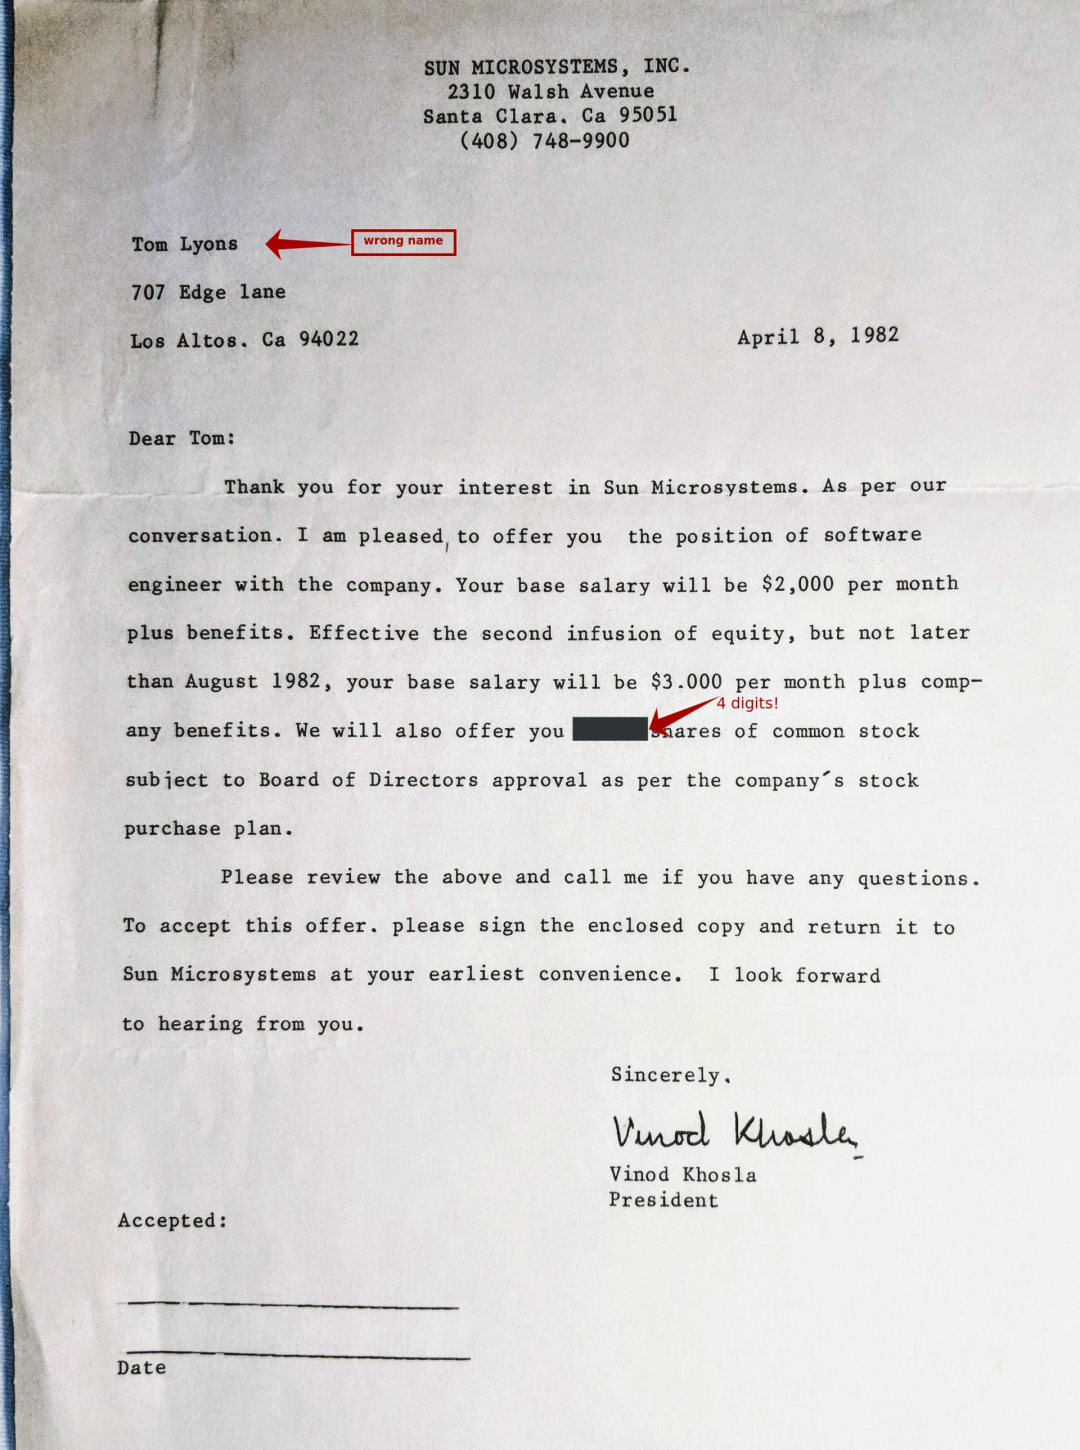 SUN MICROSYSTEMS, INC.
2310 Walsh Avenue
Santa Clara. Ca 95051
(408) 748-9900
Tom Lyons
wrong name
707 Edge lane
Los Altos. Ca 94022
April 8, 1982
Dear Tom:
Thank you for your interest in Sun Microsystems. As per our
conversation. I am pleased to offer you the position of software
engineer with the company. Your base salary will be $2,000 per month
plus benefits. Effective the second infusion of equity, but not later
than August 1982, your base salary will be $3.000 per month plus comp-
4 digits!
any benefits. We will also offer you shares of common stock
subject to Board of Directors approval as per the company´s stock
purchase plan.
Please review the above and call me if you have any questions.
To accept this offer. please sign the enclosed copy and return it to
Sun Microsystems at your earliest convenience. I look forward
to hearing from you.
Sincerely.
Vinod Khosla
Vinod Khosla
President
Accepted:
Date